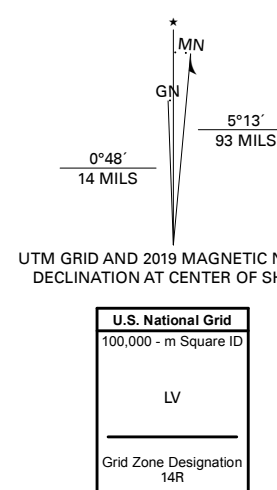 ★
MN
GN
5°13´
93 MILS
0°48´
14 MILS
UTM GRID AND 2019 MAGNETIC
DECLINATION AT CENTER OF
U.S. National Grid
100,000 - m Square ID
LV
Grid Zone Designation
14R